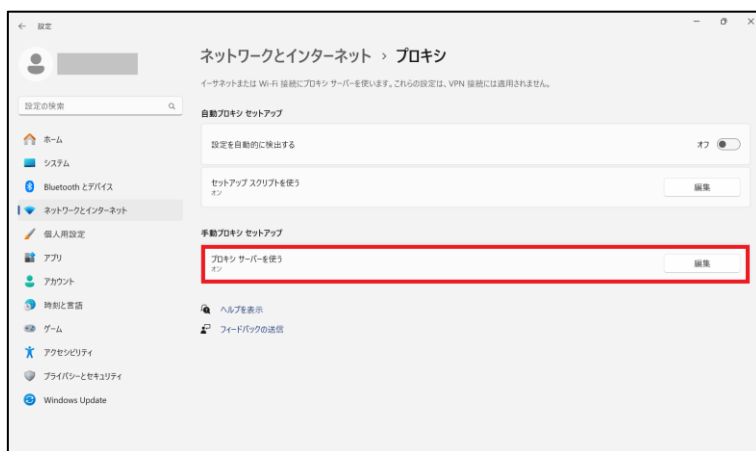 ← 設定
ネットワークとインターネット › プロキシ
イーサネットまたは Wi-Fi 接続にプロキシ サーバーを使います。これらの設定は、VPN 接続には適用されません。
設定の検索
自動プロキシ セットアップ
設定を自動的に検出する
オフ
セットアップ スクリプトを使う
オン
編集
手動プロキシ セットアップ
プロキシ サーバーを使う
オン
編集
ヘルプを表示
フィードバックの送信
ホーム
システム
Bluetooth とデバイス
ネットワークとインターネット
個人用設定
アプリ
アカウント
時刻と言語
ゲーム
アクセシビリティ
プライバシーとセキュリティ
Windows Update